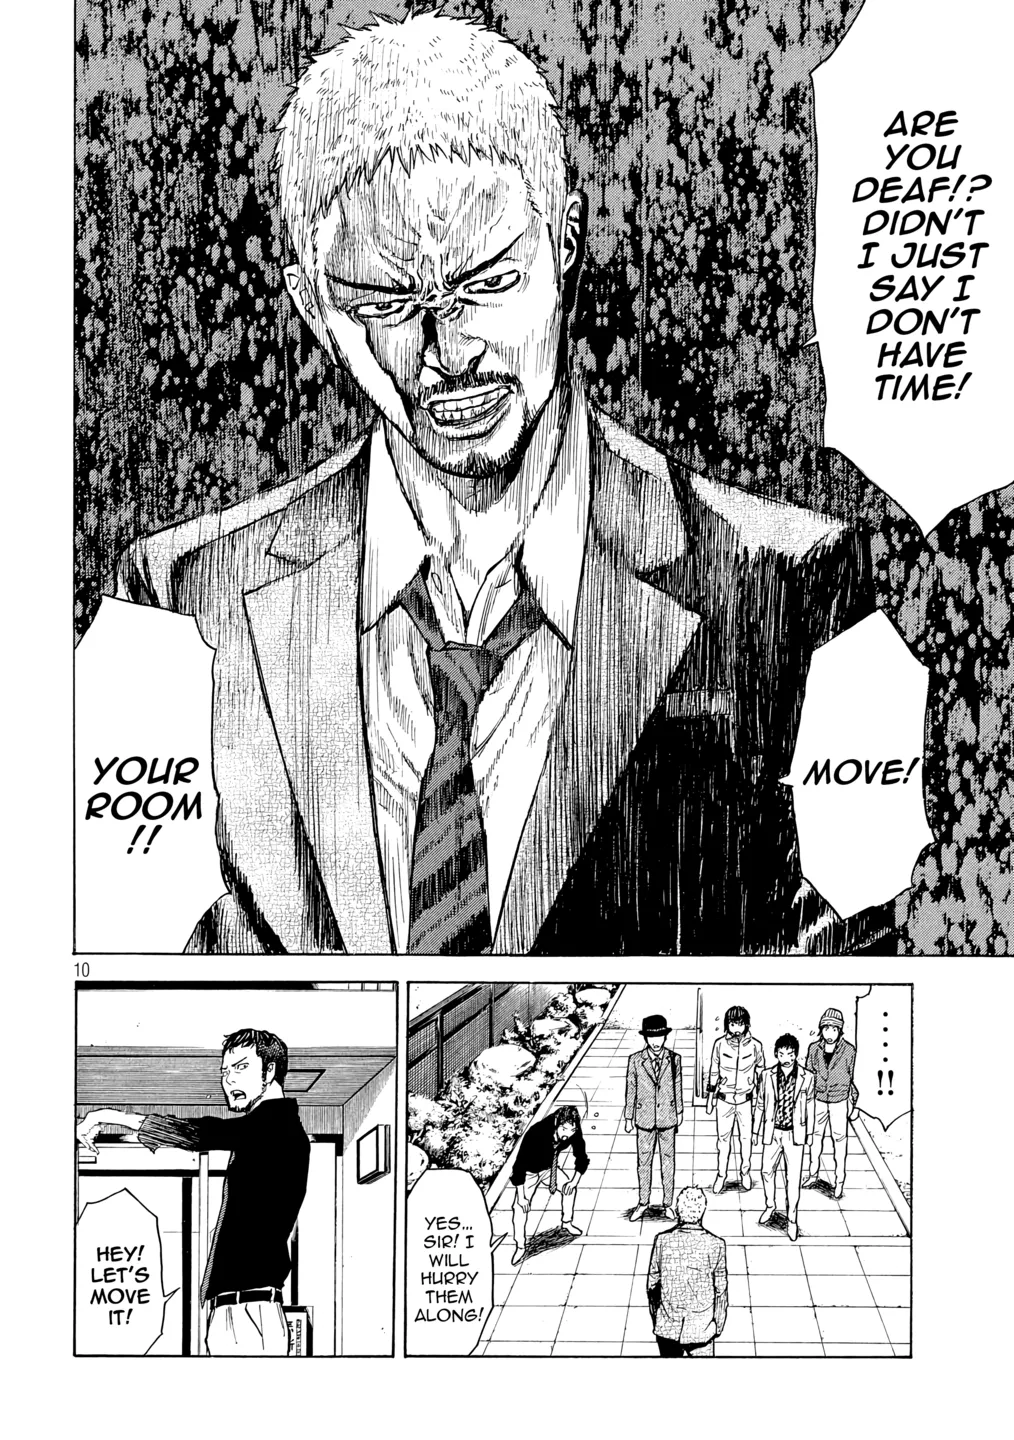 ARE
YOU
DEAF!?
DIDN'T
I JUST
SAY I
DON'T
HAVE
TIME!
MOVE!
YOUR
ROOM
!!
10
......
!!
YES...
SIR! I
WILL
HURRY
THEM
ALONG!
HEY!
LET'S
MOVE
IT!